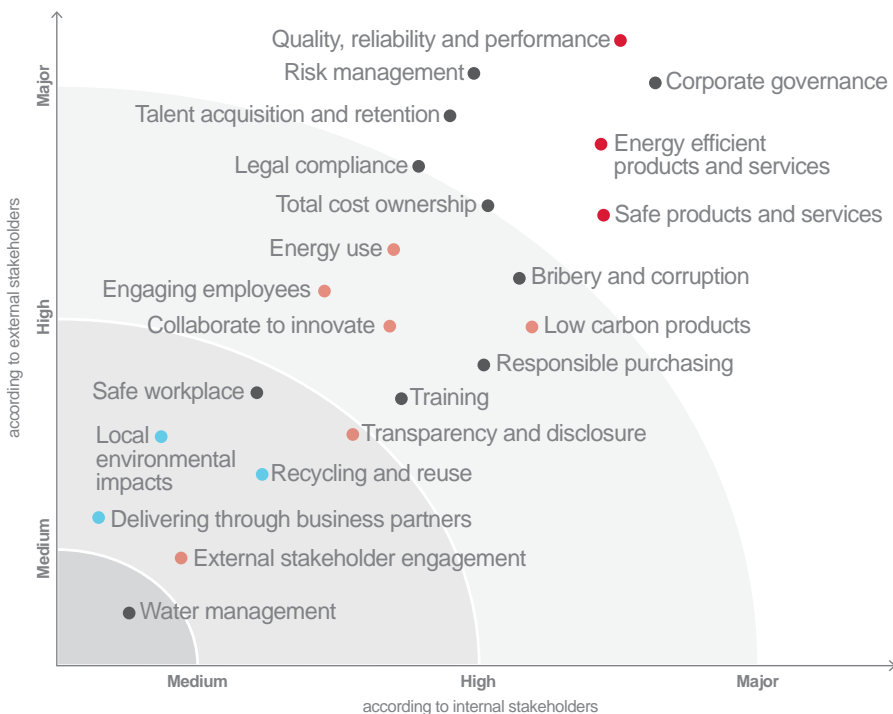 Quality, reliability and performance
Risk management
Corporate governance
Talent acquisition and retention
Energy efficient
products and services
Legal compliance
Total cost ownership
Safe products and services
Energy use
Bribery and corruption
Engaging employees
Collaborate to innovate
Low carbon products
Responsible purchasing
Safe workplace
Training
Transparency and disclosure
Local
environmental
impacts
Recycling and reuse
Delivering through business partners
External stakeholder engagement
Water management
Major
High
Medium
according to external stakeholders
Medium
High
Major
according to internal stakeholders